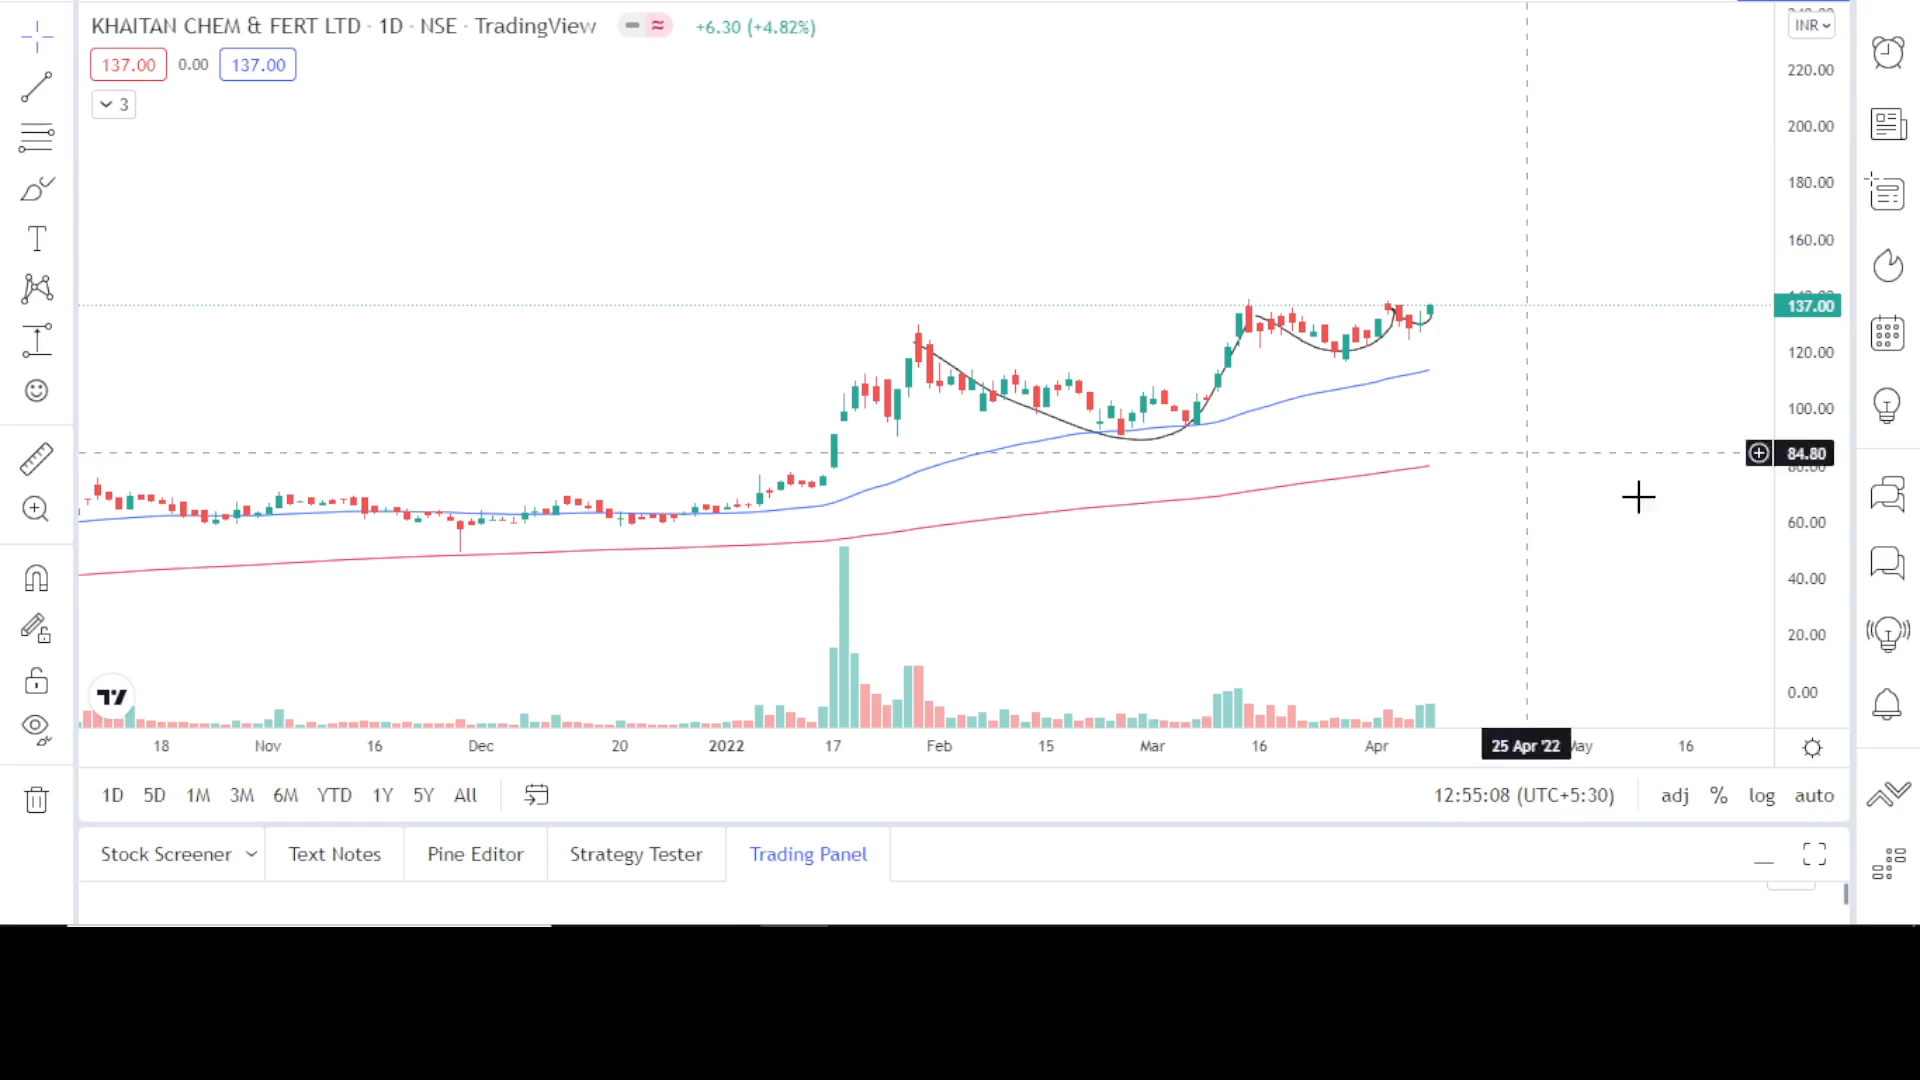 KHAITAN CHEM & FERT LTD · 1D · NSE · TradingView
+6.30 (+4.82%)
INR
137.00 0.00 137.00
3
220.00
200.00
180.00
160.00
137.00
120.00
100.00
84.80
60.00
40.00
20.00
0.00
18 Nov 16 Dec 20 2022 17 Feb 15 Mar 16 Apr 25 Apr '22 May 16
1D 5D 1M 3M 6M YTD 1Y 5Y All
12:55:08 (UTC+5:30) adj % log auto
Stock Screener Text Notes Pine Editor Strategy Tester Trading Panel